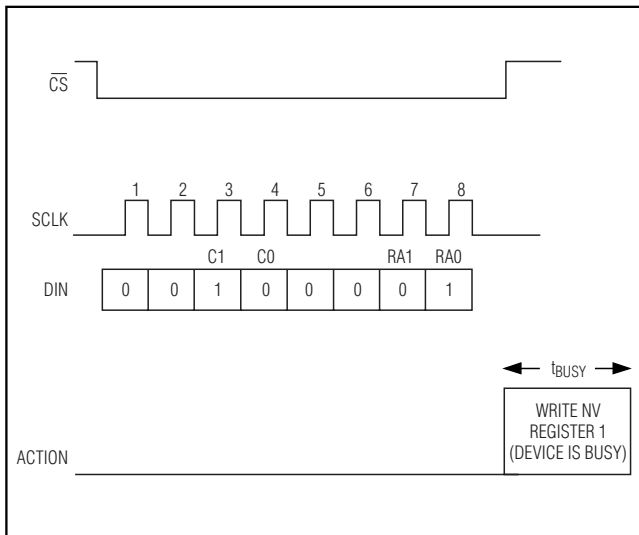 C̅S̅
1 2 3 4 5 6 7 8
SCLK
C1 C0 RA1 RA0
DIN 0 0 1 0 0 0 0 1
tBUSY
WRITE NV
REGISTER 1
(DEVICE IS BUSY)
ACTION